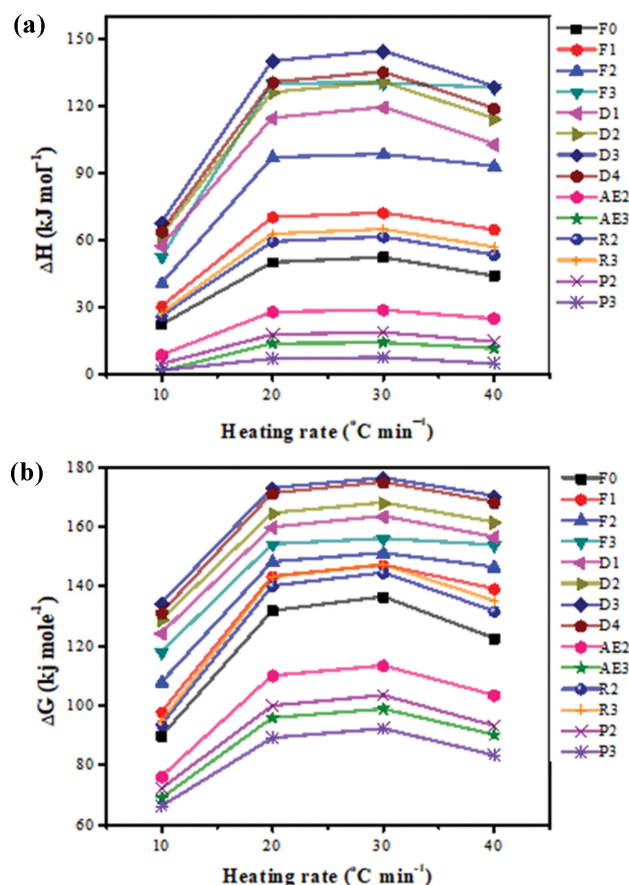 (a)
ΔH (kJ mol⁻¹)
150
120
90
60
30
0
10 20 30 40
Heating rate (°C min⁻¹)
F0
F1
F2
F3
D1
D2
D3
D4
AE2
AE3
R2
R3
P2
P3
(b)
ΔG (kj mole⁻¹)
180
160
140
120
100
80
60
10 20 30 40
Heating rate (°C min⁻¹)
F0
F1
F2
F3
D1
D2
D3
D4
AE2
AE3
R2
R3
P2
P3